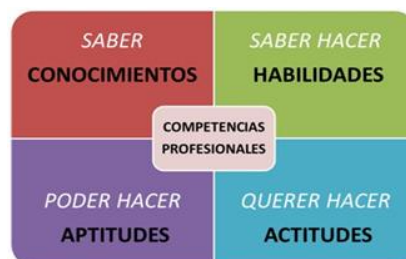 SABER
CONOCIMIENTOS
SABER HACER
HABILIDADES
COMPETENCIAS
PROFESIONALES
PODER HACER
APTITUDES
QUERER HACER
ACTITUDES